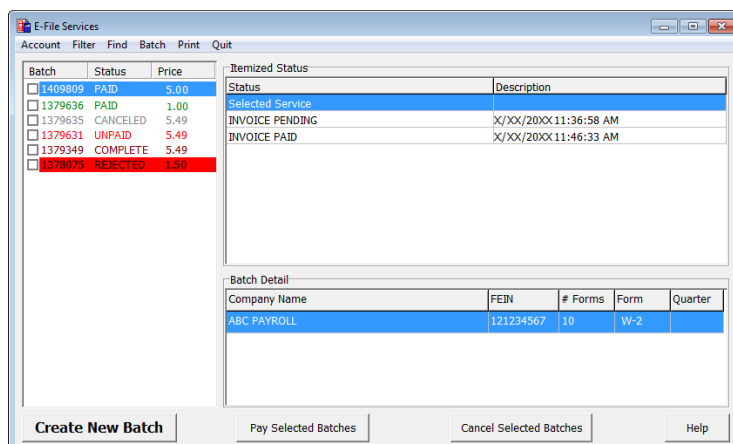 E-File Services
Account Filter Find Batch Print Quit
Batch Status Price
1409809 PAID 5.00
1379636 PAID 1.00
1379635 CANCELED 5.49
1379631 UNPAID 5.49
1379349 COMPLETE 5.49
1378075 REJECTED 1.50
Itemized Status
Status Description
Selected Service
INVOICE PENDING X/XX/20XX 11:36:58 AM
INVOICE PAID X/XX/20XX 11:46:33 AM
Batch Detail
Company Name FEIN # Forms Form Quarter
ABC PAYROLL 121234567 10 W-2
Create New Batch Pay Selected Batches Cancel Selected Batches Help